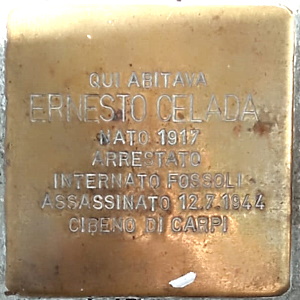 QUI ABITAVA
ERNESTO CELADA
NATO 1917
ARRESTATO
INTERNATO FOSSOLI
ASSASSINATO 12.7.1944
CIBENO DI CARPI